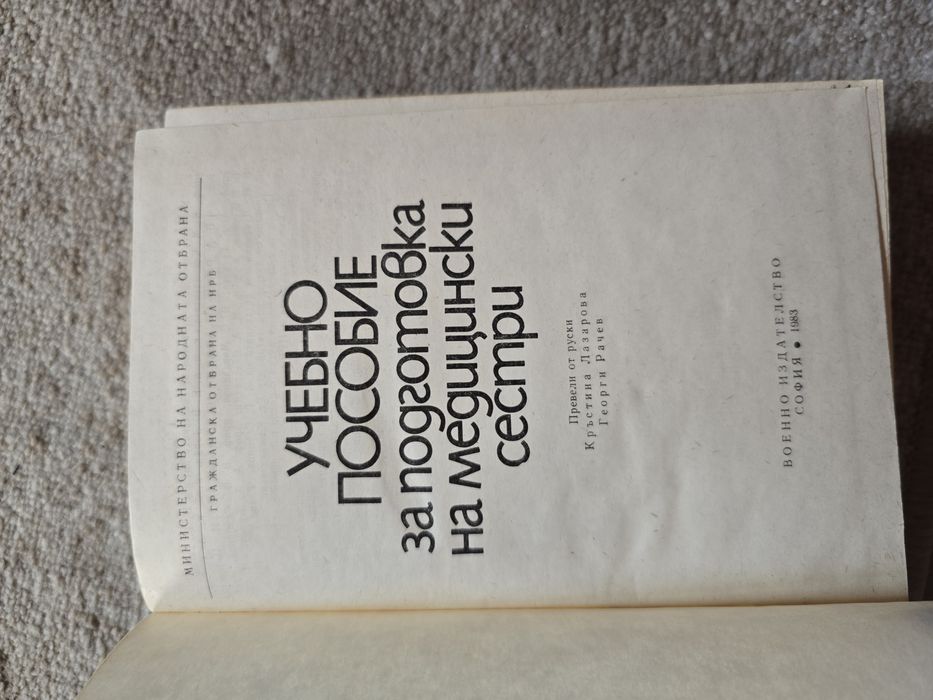 МИНИСТЕРСТВО НА НАРОДНАТА ОТБРАНА
ГРАЖДАНСКА ОТБРАНА НА НРБ
УЧЕБНО
ПОСОБИЕ
за подготовка
на медицински
сестри
Превели от руски
Кръстина Лазарова
Георги Рачев
ВОЕННО ИЗДАТЕЛСТВО
СОФИЯ • 1983